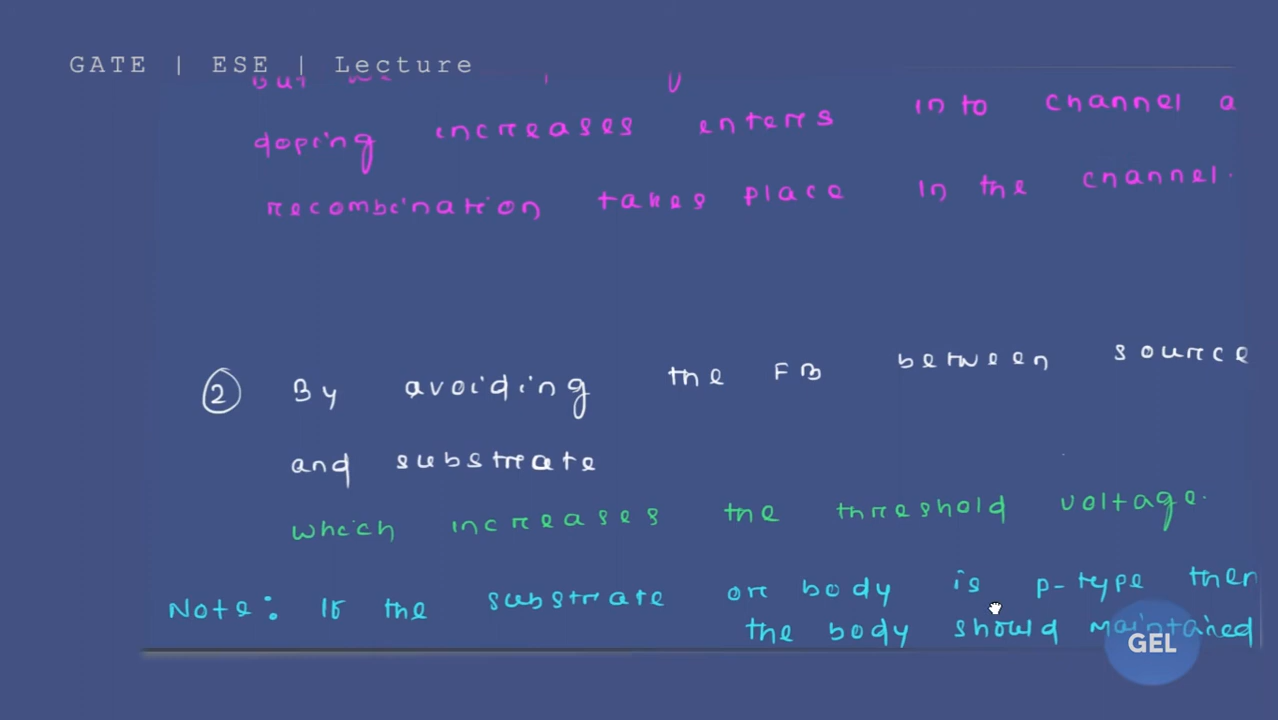 GATE | ESE | Lecture
But
doping increases enters into channel a
recombination takes place in the channel.
② By avoiding the FB between source
and substrate
which increases the threshold voltage.
Note: If the substrate or body is p-type then
the body should maintained
GEL